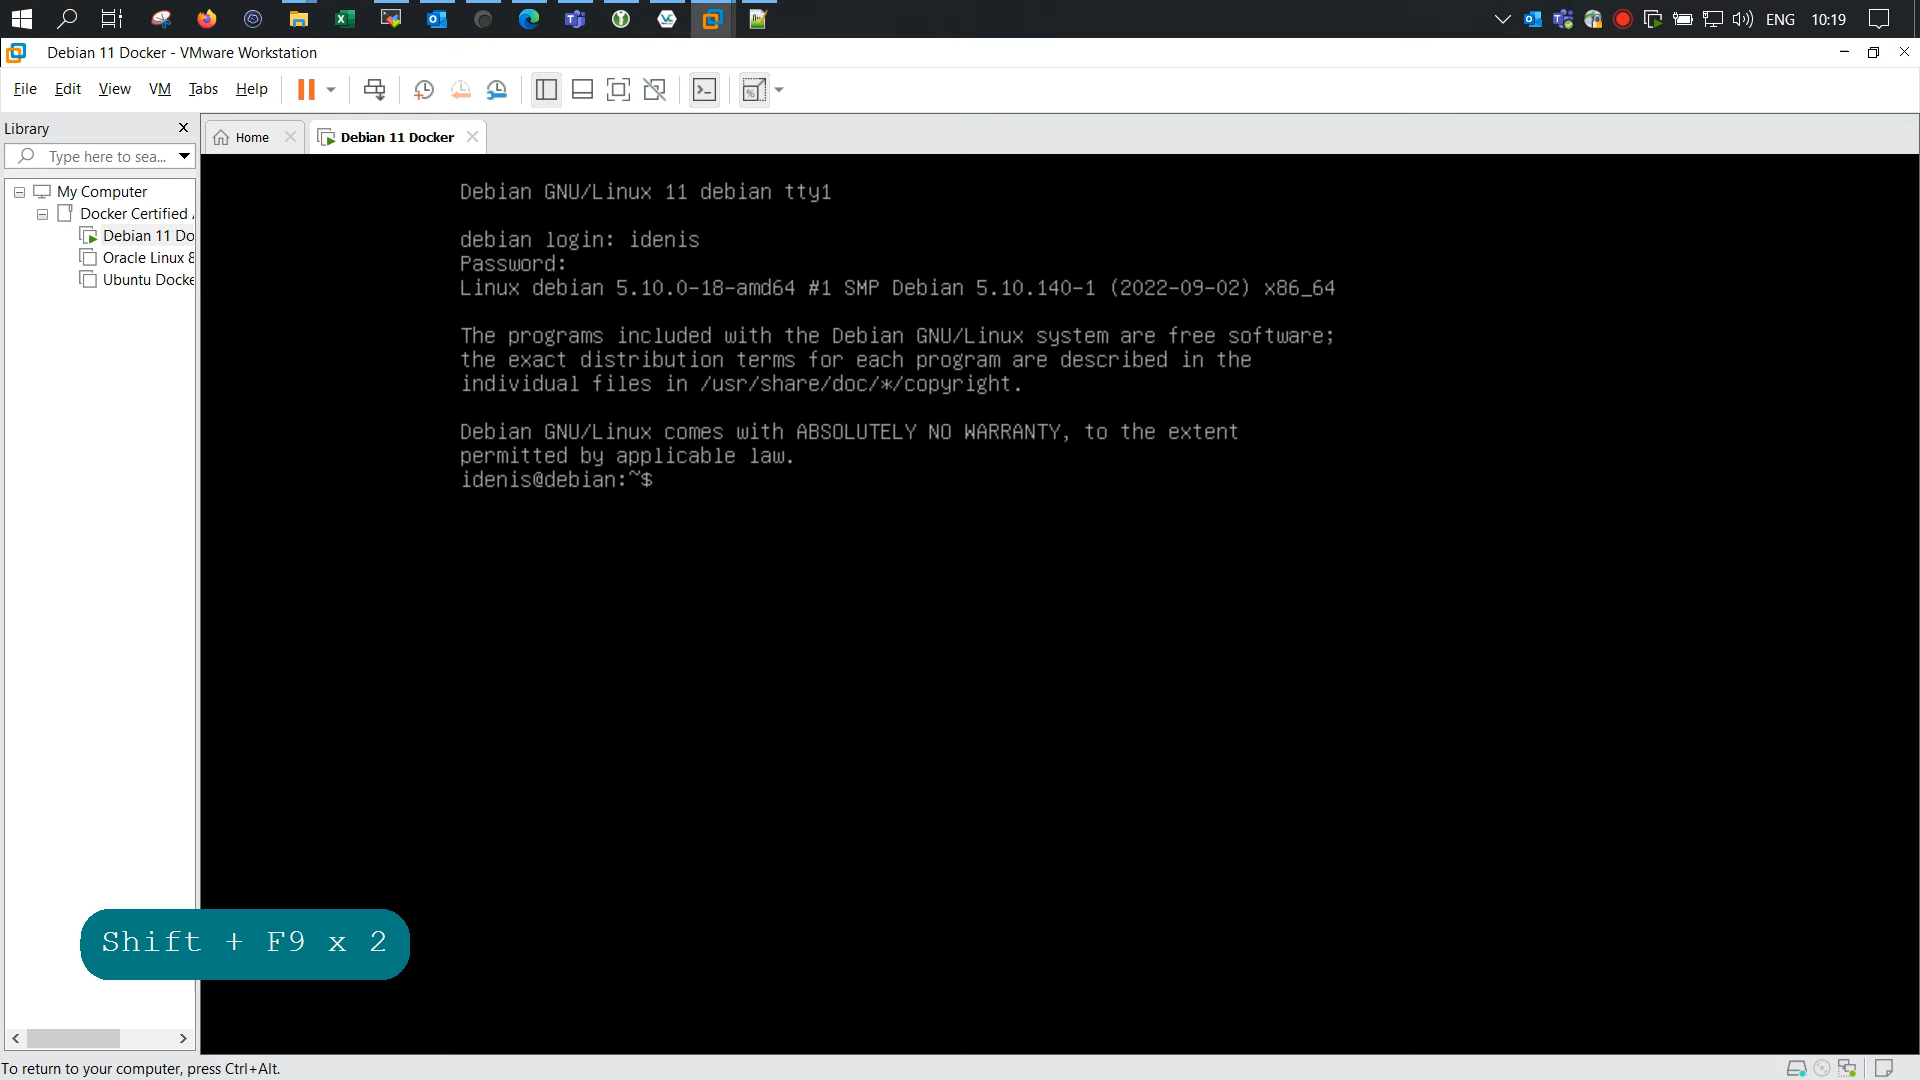 ENG
10:19
Debian 11 Docker - VMware Workstation
File Edit View VM Tabs Help
Library
Type here to sea...
My Computer
Docker Certified
Debian 11 Do
Oracle Linux 8
Ubuntu Docke
Home
Debian 11 Docker
Debian GNU/Linux 11 debian tty1
debian login: idenis
Password:
Linux debian 5.10.0-18-amd64 #1 SMP Debian 5.10.140-1 (2022-09-02) x86_64
The programs included with the Debian GNU/Linux system are free software;
the exact distribution terms for each program are described in the
individual files in /usr/share/doc/*/copyright.
Debian GNU/Linux comes with ABSOLUTELY NO WARRANTY, to the extent
permitted by applicable law.
idenis@debian:~$
Shift + F9 x 2
To return to your computer, press Ctrl+Alt.